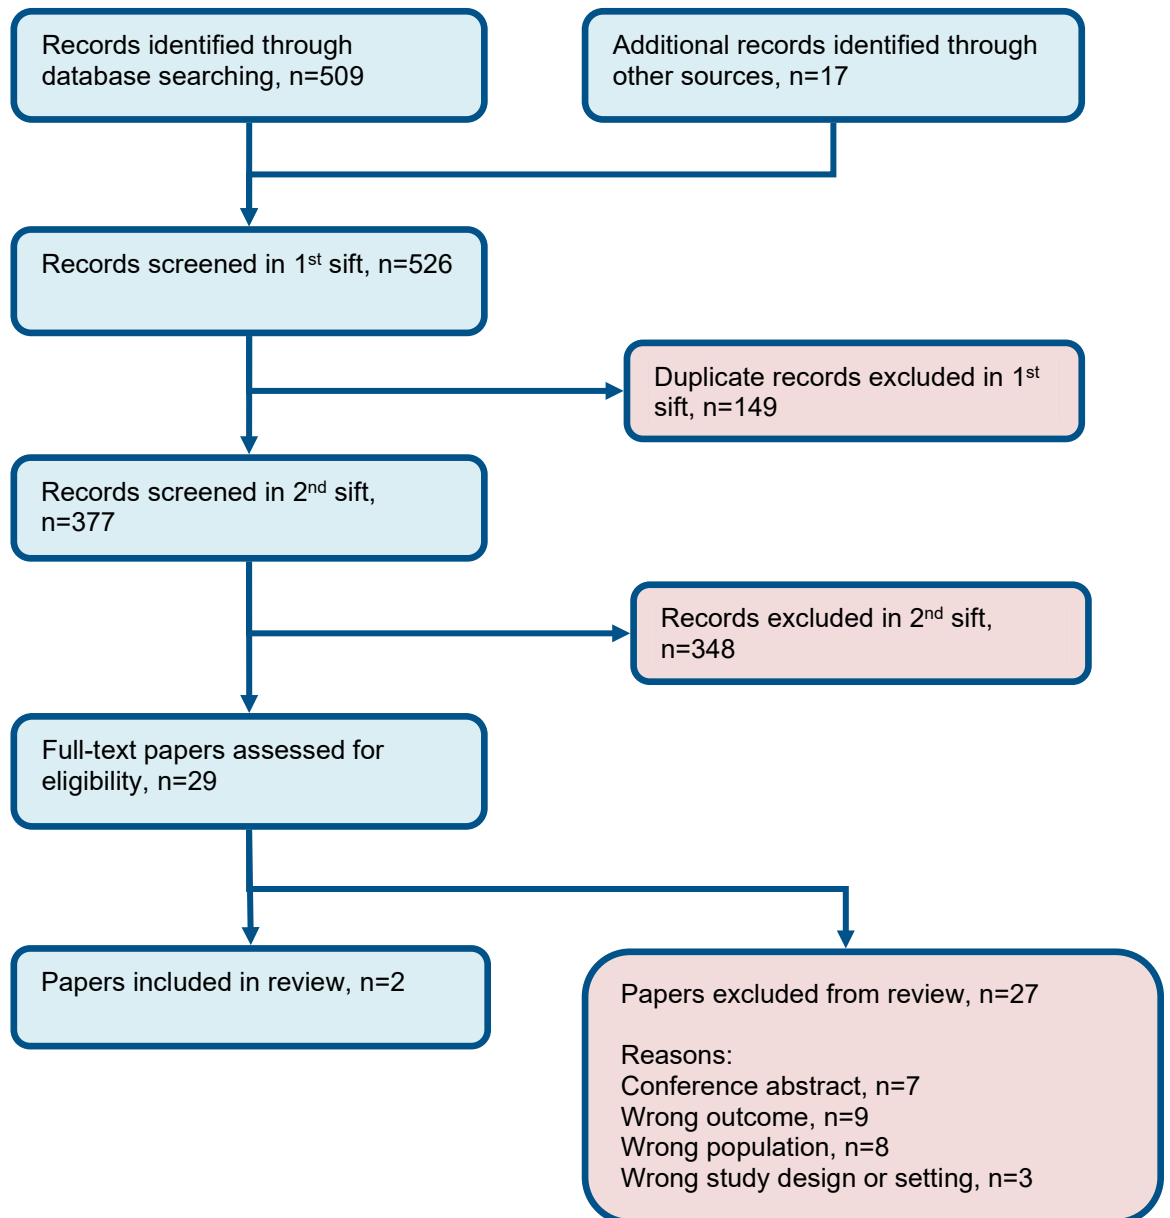 Records identified through
database searching, n=509
Additional records identified through
other sources, n=17
Records screened in 1st sift, n=526
Duplicate records excluded in 1st
sift, n=149
Records screened in 2nd sift,
n=377
Records excluded in 2nd sift,
n=348
Full-text papers assessed for
eligibility, n=29
Papers included in review, n=2
Papers excluded from review, n=27
Reasons:
Conference abstract, n=7
Wrong outcome, n=9
Wrong population, n=8
Wrong study design or setting, n=3